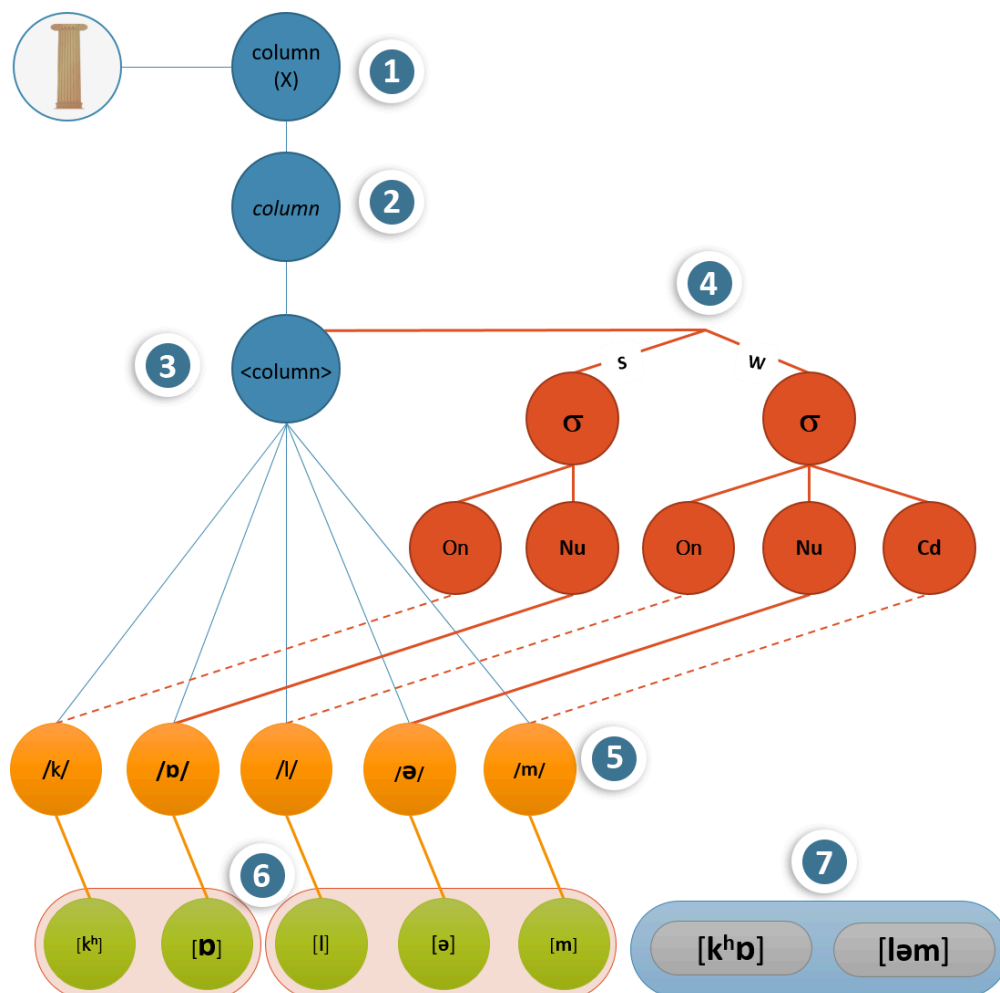 column
(X)
1
column
2
4
3
<column>
S
W
σ
σ
On
Nu
On
Nu
Cd
/k/
/ɒ/
/l/
/ə/
/m/
5
6
7
[kʰ]
[ɒ]
[l]
[ə]
[m]
[kʰɒ]
[ləm]